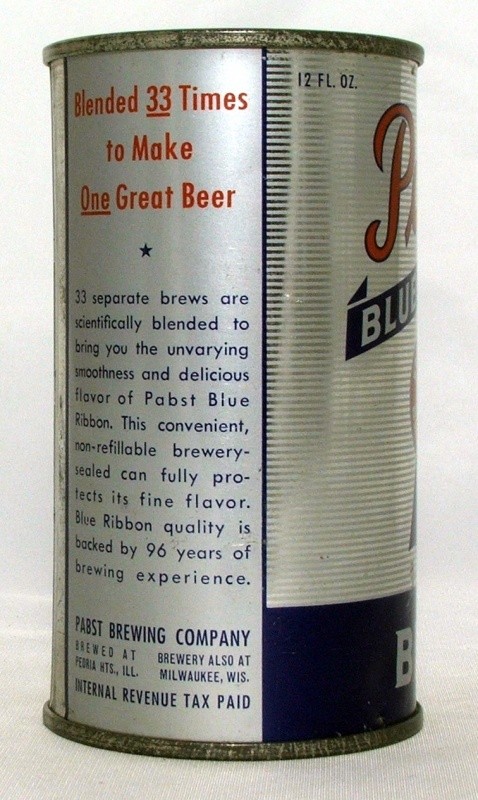 Blended 33 Times
to Make
One Great Beer
33 separate brews are
scientifically blended to
bring you the unvarying
smoothness and delicious
flavor of Pabst Blue
Ribbon. This convenient,
non-refillable brewery-
sealed can fully pro-
tects its fine flavor.
Blue Ribbon quality is
backed by 96 years of
brewing experience.
PABST BREWING COMPANY
BREWED AT
PEORIA HTS., ILL.
BREWERY ALSO AT
MILWAUKEE, WIS.
INTERNAL REVENUE TAX PAID
12 FL. OZ.
P
BLUE
B